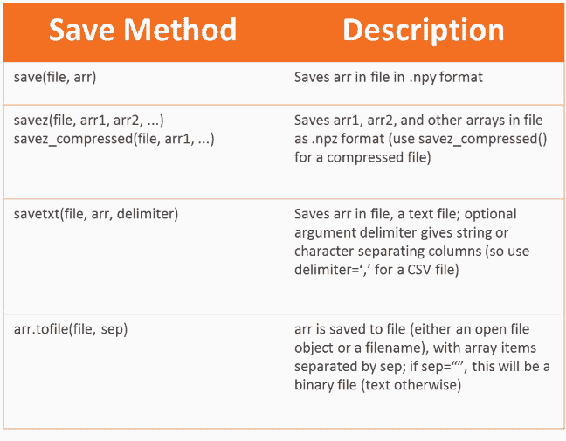 Save Method
Description
save(file, arr)
Saves arr in file in .npy format
savez(file, arr1, arr2, ...)
savez_compressed(file, arr1, ...)
Saves arr1, arr2, and other arrays in file
as .npz format (use savez_compressed()
for a compressed file)
savetxt(file, arr, delimiter)
Saves arr in file, a text file; optional
argument delimiter gives string or
character separating columns (so use
delimiter=‘,’ for a CSV file)
arr.tofile(file, sep)
arr is saved to file (either an open file
object or a filename), with array items
separated by sep; if sep=“”, this will be a
binary file (text otherwise)